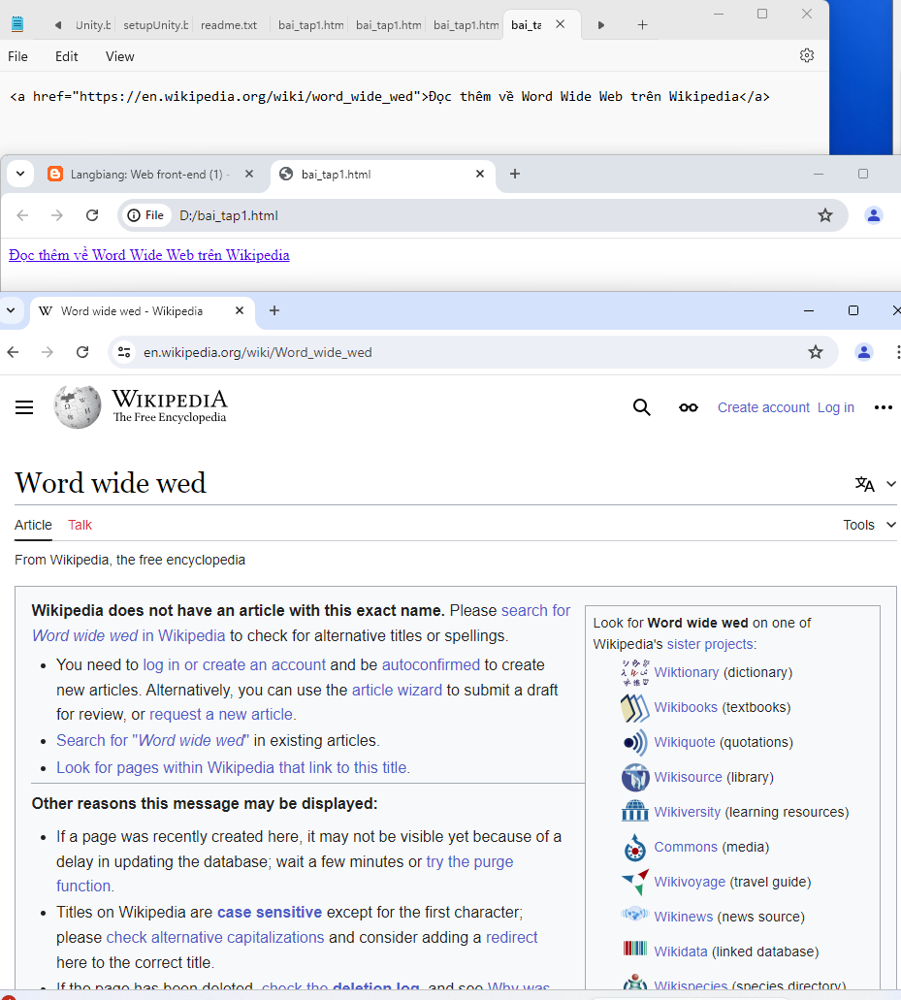 Unity.b setupUnity.b readme.txt bai_tap1.htm bai_tap1.htm bai_tap1.htm bai_ta
File Edit View
<a href="https://en.wikipedia.org/wiki/word_wide_wed">Đọc thêm về Word Wide Web trên Wikipedia</a>
Langbiang: Web front-end (1) - bai_tap1.html
File D:/bai_tap1.html
Đọc thêm về Word Wide Web trên Wikipedia
W Word wide wed - Wikipedia
en.wikipedia.org/wiki/Word_wide_wed
WIKIPEDIA
The Free Encyclopedia
Create account Log in
Word wide wed
Article Talk
Tools
From Wikipedia, the free encyclopedia
Wikipedia does not have an article with this exact name. Please search for
Word wide wed in Wikipedia to check for alternative titles or spellings.
You need to log in or create an account and be autoconfirmed to create
new articles. Alternatively, you can use the article wizard to submit a draft
for review, or request a new article.
Search for "Word wide wed" in existing articles.
Look for pages within Wikipedia that link to this title.
Other reasons this message may be displayed:
If a page was recently created here, it may not be visible yet because of a
delay in updating the database; wait a few minutes or try the purge
function.
Titles on Wikipedia are case sensitive except for the first character;
please check alternative capitalizations and consider adding a redirect
here to the correct title.
If the page has been deleted, check the deletion log, and see Why was
Look for Word wide wed on one of
Wikipedia's sister projects:
Wiktionary (dictionary)
Wikibooks (textbooks)
Wikiquote (quotations)
Wikisource (library)
Wikiversity (learning resources)
Commons (media)
Wikivoyage (travel guide)
Wikinews (news source)
Wikidata (linked database)
Wikispecies (species directory)